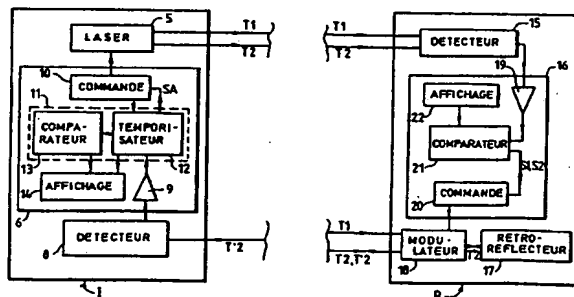 5
LASER
T1
T2
10
COMMANDE
11
SA
COMPA-
RATEUR
TEMPORI-
SATEUR
13
12
14
AFFICHAGE
9
6
DETECTEUR
8
T'2
I
T1
T2
DETECTEUR
15
19
16
AFFICHAGE
22
COMPARATEUR
21
S1,S2
COMMANDE
20
T1
T2,T'2
MODU-
LATEUR
18
T2
RETRO-
REFLECTEUR
17